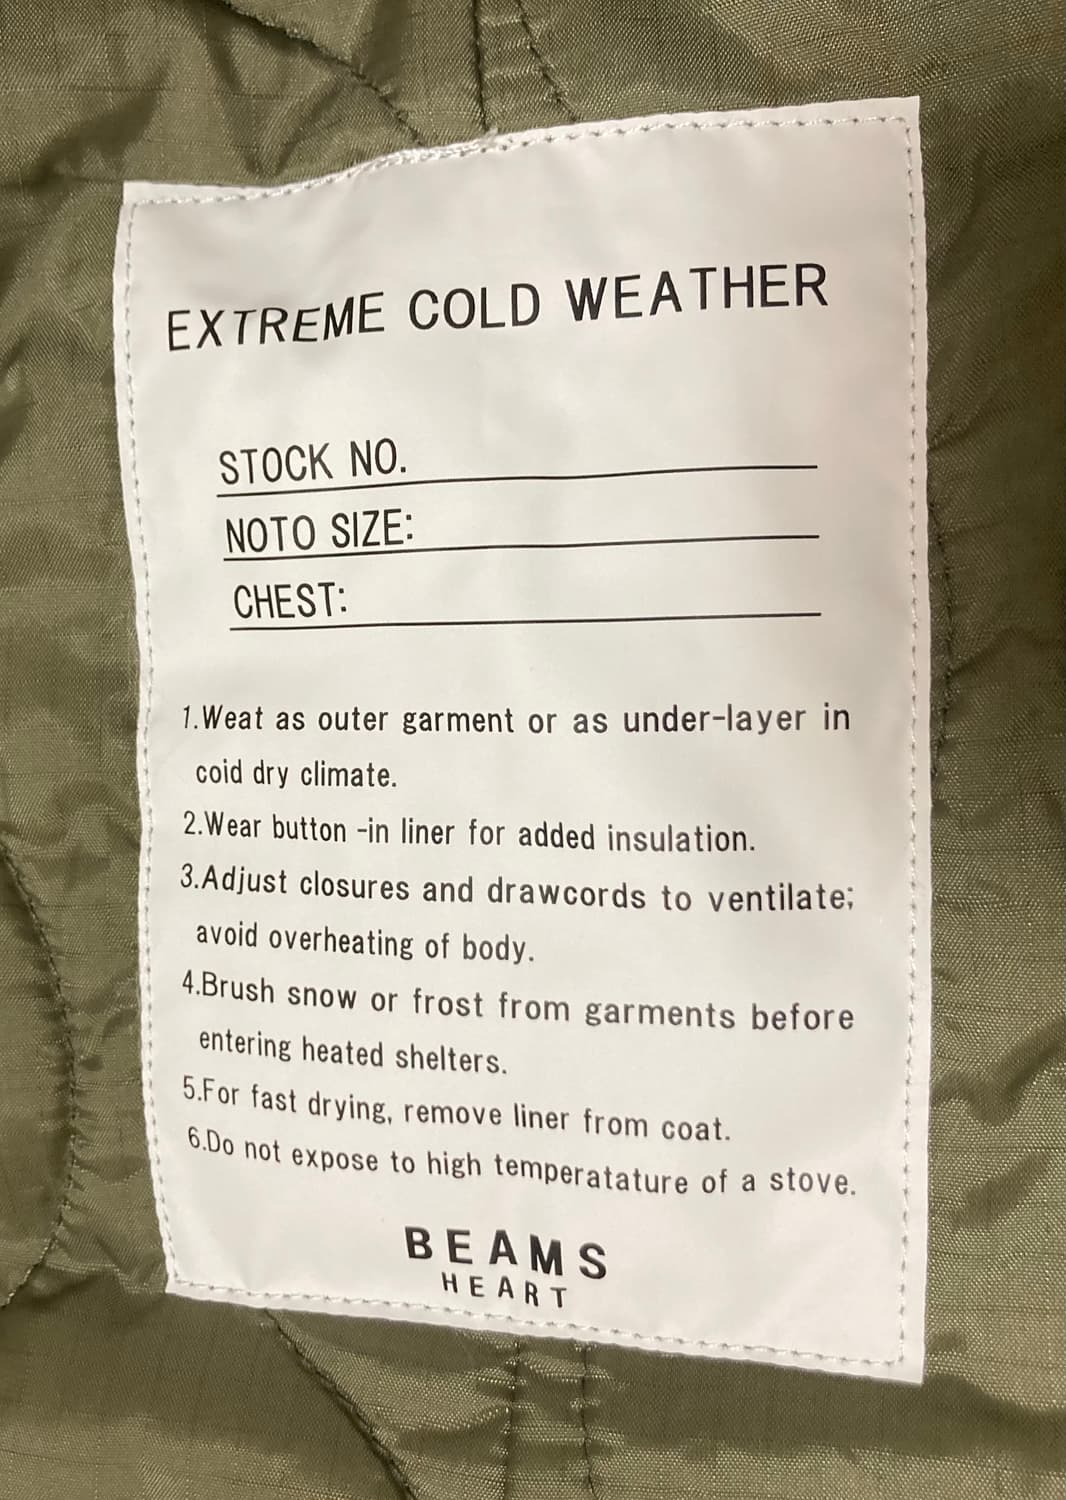 EXTREME COLD WEATHER
STOCK NO.
NOTO SIZE:
CHEST:
1.Weat as outer garment or as under-layer in
coid dry climate.
2.Wear button -in liner for added insulation.
3.Adjust closures and drawcords to ventilate;
avoid overheating of body.
4.Brush snow or frost from garments before
entering heated shelters.
5.For fast drying, remove liner from coat.
6.Do not expose to high temperatature of a stove.
BEAMS
HEART